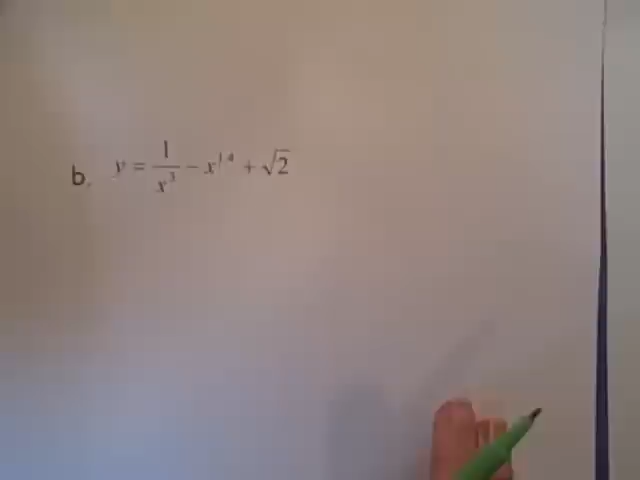 b. y = 1/x³ − x^1.4 + √2